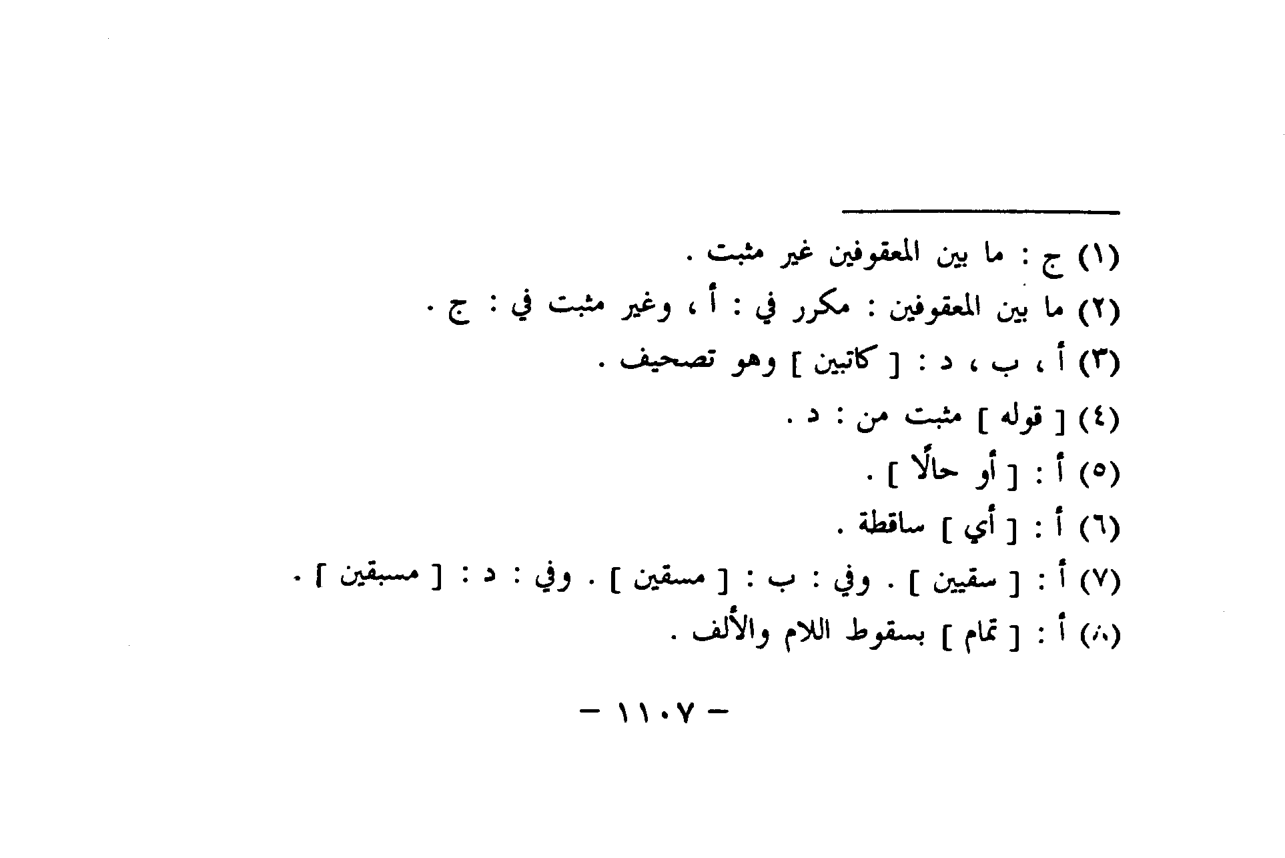 (١) ج : ما بين المعقوفين غير مثبت .
(٢) ما بين المعقوفين : مكرر في : أ ، وغير مثبت في : ج .
(٣) أ ، ب ، د : [ كاتبين ] وهو تصحيف .
(٤) [ قوله ] مثبت من : د .
(٥) أ : [ أو حالًا ] .
(٦) أ : [ أي ] ساقطة .
(٧) أ : [ سقيين ] . وفي : ب : [ مسقين ] . وفي : د : [ مسبقين ] .
(٨) أ : [ تمام ] بسقوط اللام والألف .
– ١١٠٧ –